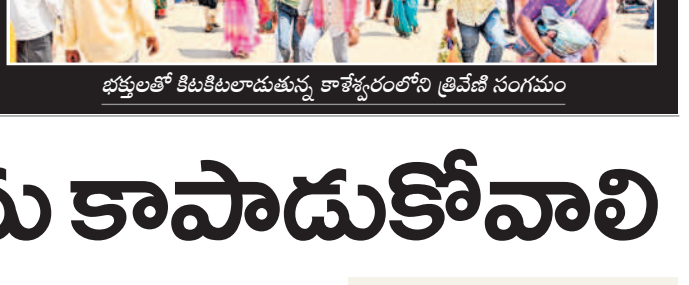 భక్తులతో కిటకిటలాడుతున్న కాళేశ్వరంలోని త్రివేణి సంగమం
కాపాడుకోవాలి